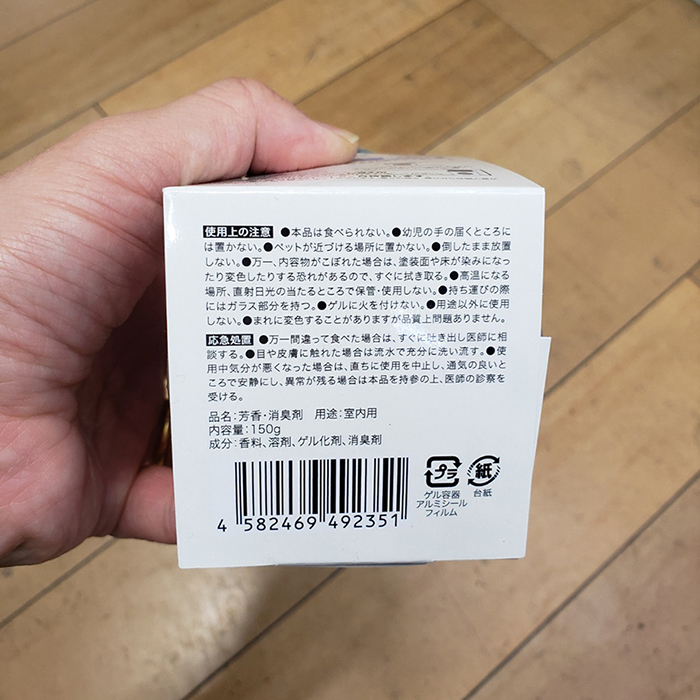 使用上の注意 ●本品は食べられない。●幼児の手の届くところに
は置かない。●ペットが近づける場所に置かない。●倒したまま放置
しない。●万一、内容物がこぼれた場合は、塗装面や床が染みになっ
たり変色したりする恐れがあるので、すぐに拭き取る。●高温になる
場所、直射日光の当たるところで保管・使用しない。●持ち運びの際
にはガラス部分を持つ。●ゲルに火を付けない。●用途以外に使用
しない。●まれに変色することがありますが品質上問題ありません。
応急処置 ●万一間違って食べた場合は、すぐに吐き出し医師に相
談する。●目や皮膚に触れた場合は流水で充分に洗い流す。●使
用中気分が悪くなった場合は、直ちに使用を中止し、通気の良いと
ころで安静にし、異常が残る場合は本品を持参の上、医師の診察を
受ける。
品名:芳香・消臭剤 用途:室内用
内容量:150g
成分:香料、溶剤、ゲル化剤、消臭剤
4 582469 492351
プラ
ゲル容器
アルミシール
フィルム
紙
台紙